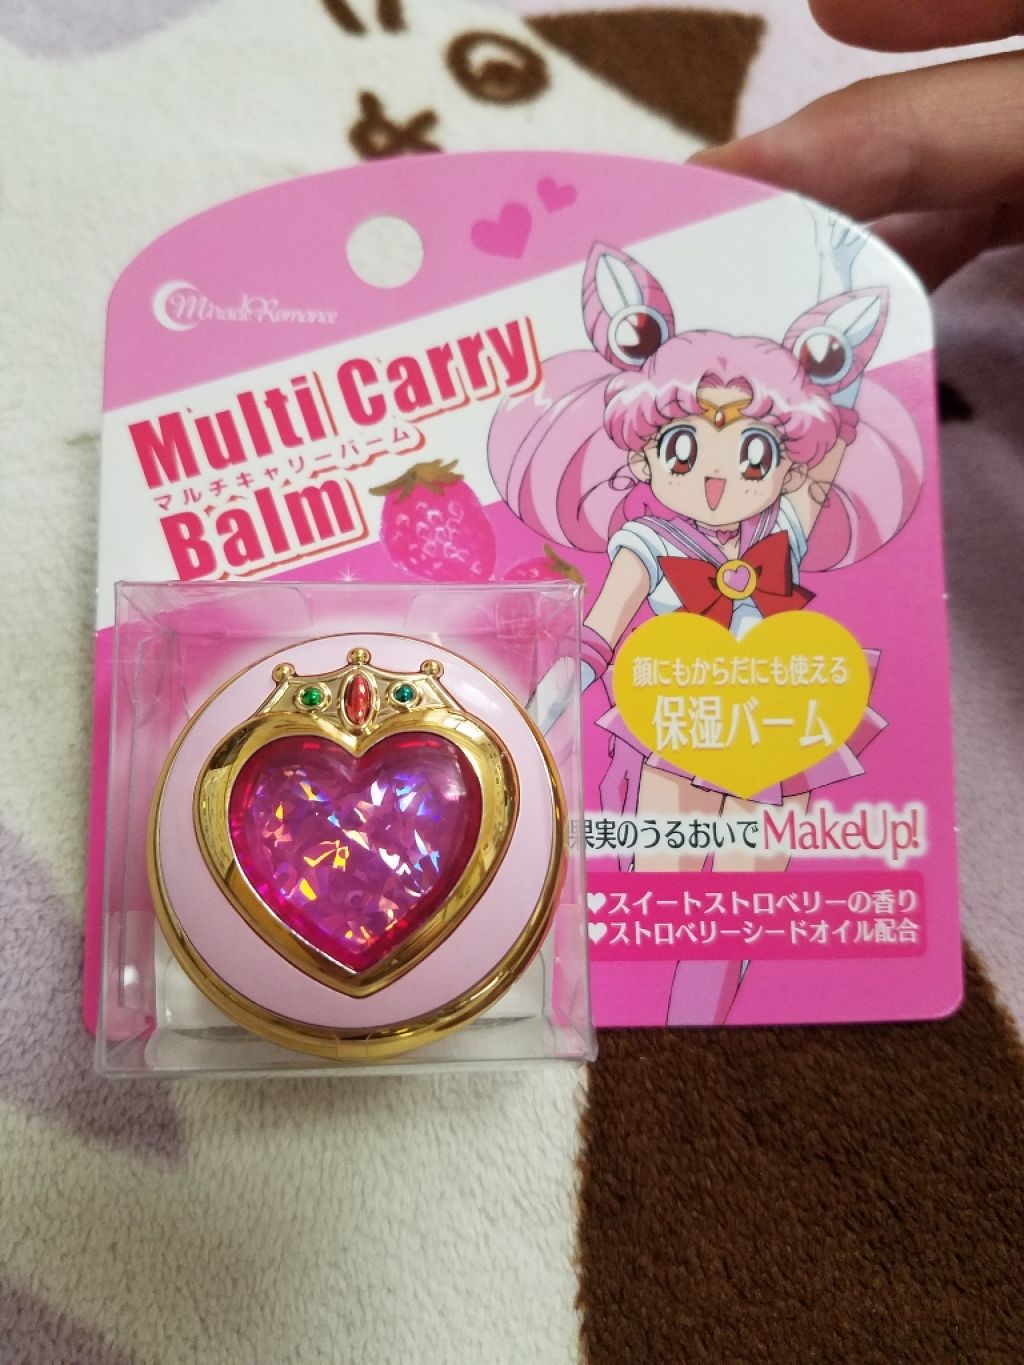 Miracle Romance
Multi Carry
マルチキャリーバーム
Balm
顔にもからだにも使える
保湿バーム
果実のうるおいでMakeUp!
♥スイートストロベリーの香り
♥ストロベリーシードオイル配合